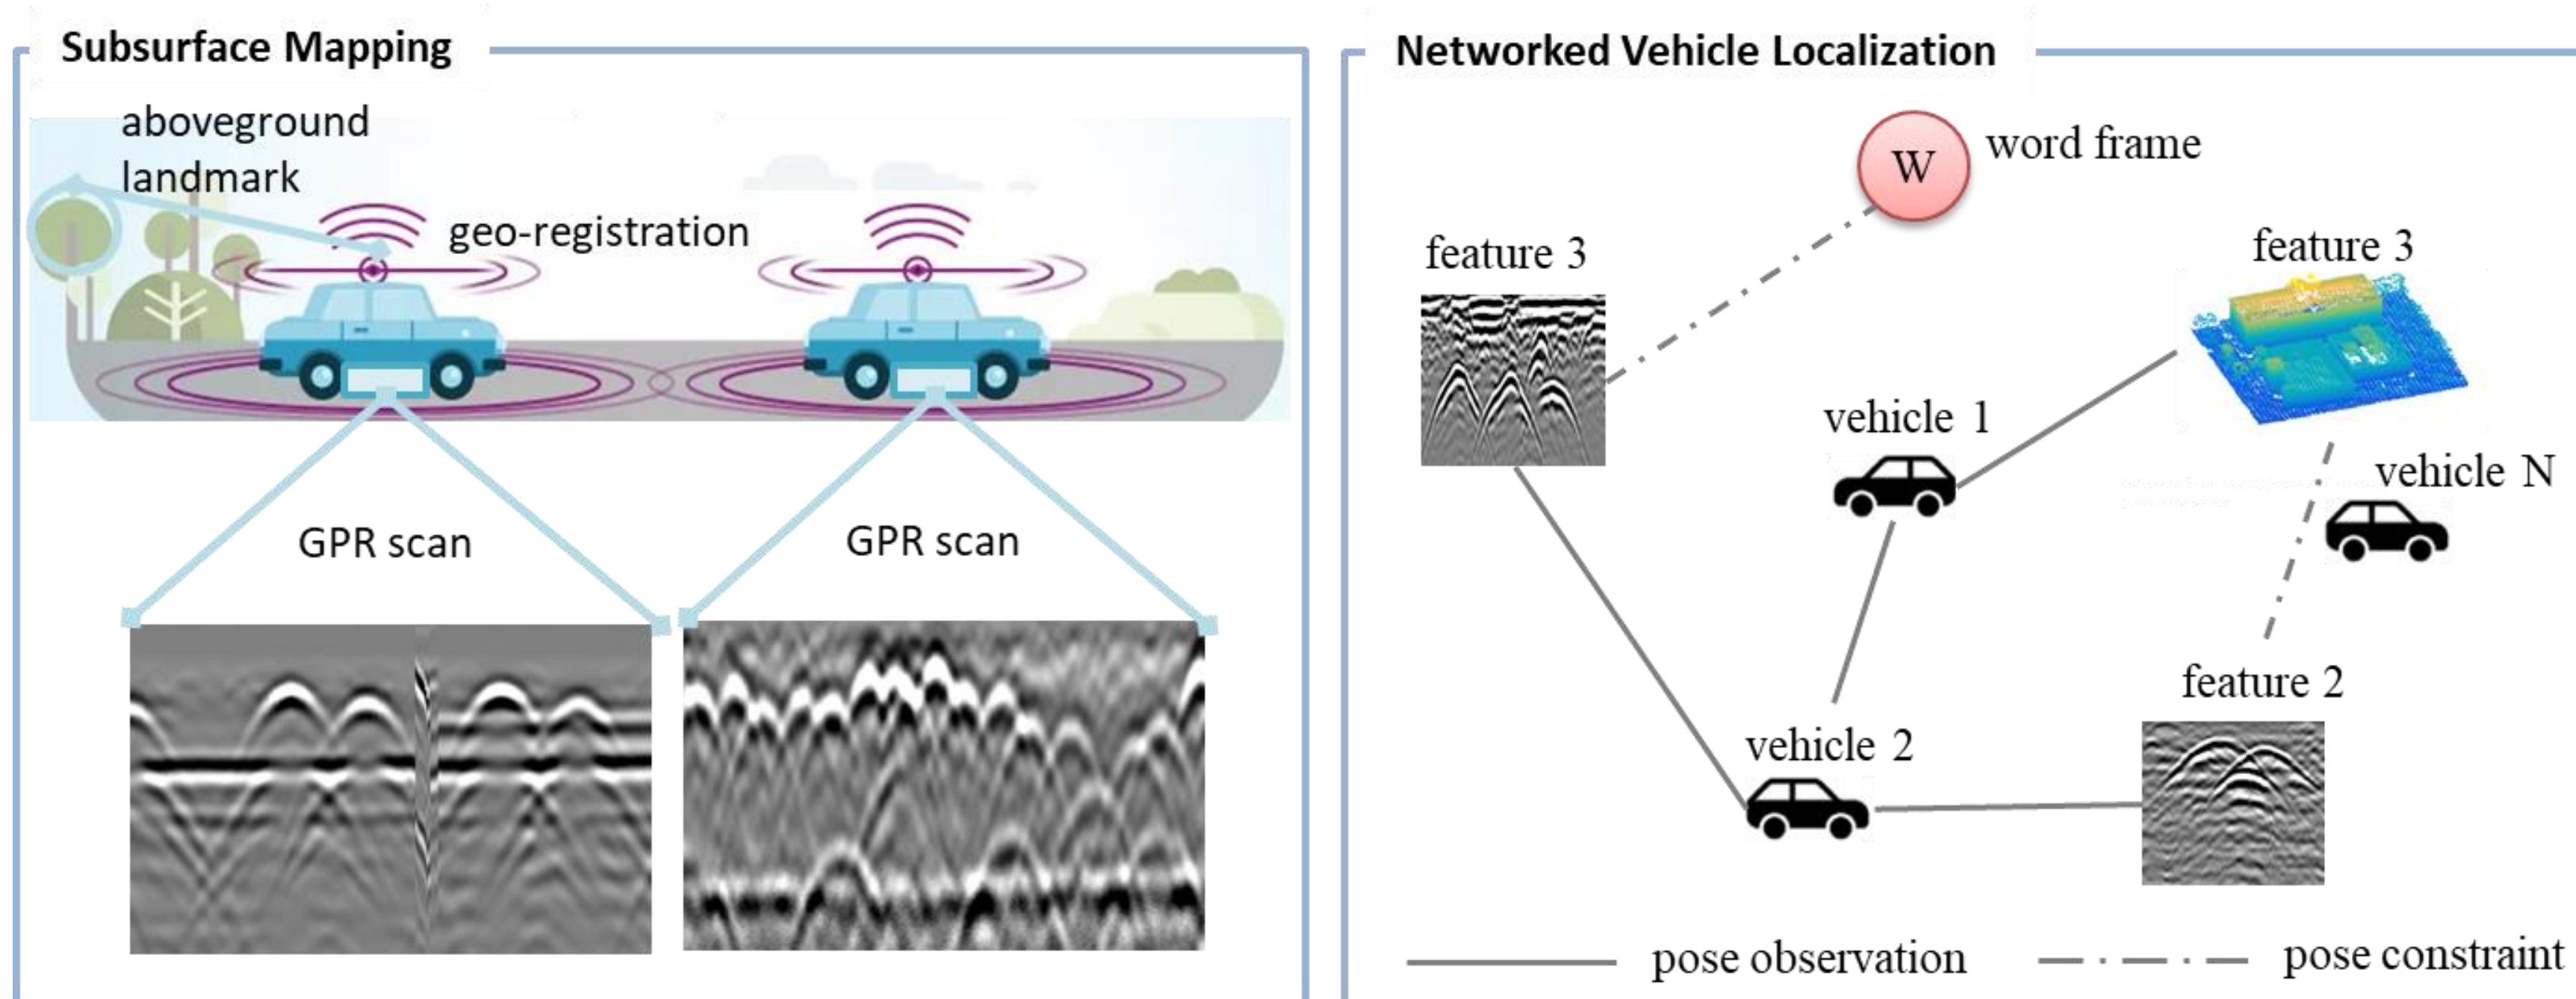 Subsurface Mapping
aboveground
landmark
geo-registration
GPR scan
GPR scan
Networked Vehicle Localization
W
word frame
feature 3
feature 3
vehicle 1
vehicle N
feature 2
vehicle 2
pose observation
pose constraint